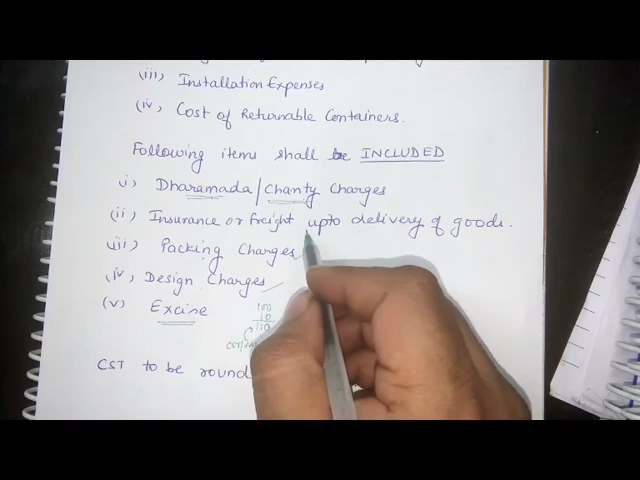 (iii) Installation Expenses
(iv) Cost of Returnable Containers.
Following items shall be INCLUDED
i) Dharamada/Charity Charges
(ii) Insurance or Freight upto delivery of goods.
iii) Packing Charges
iv) Design Charges
(v) Excise
100
10
110
CST
CST to be round